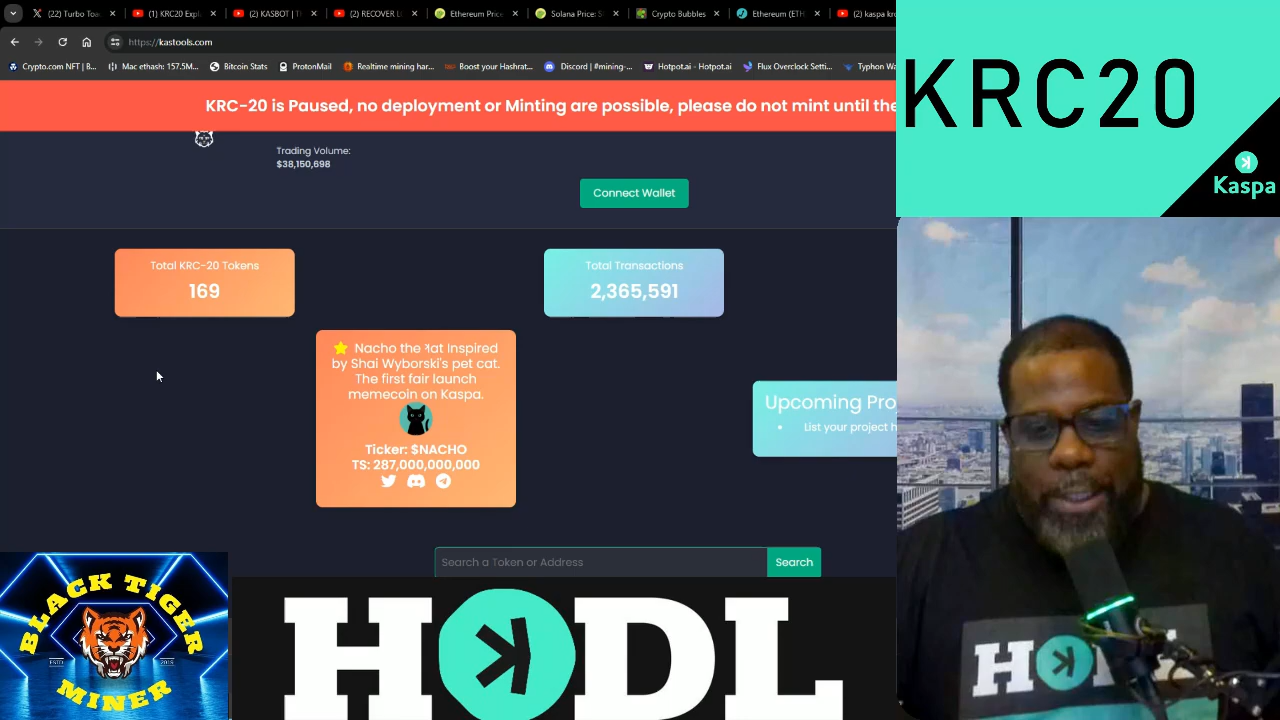 (22) Turbo Toa
(1) KRC20 Expl
(2) KASBOT | T
(2) RECOVER L
Ethereum Price
Solana Price: $
Crypto Bubbles
Ethereum (ETH
(2) kaspa krc
https://kastools.com
Crypto.com NFT | B...
Mac ethash: 157.5M...
Bitcoin Stats
ProtonMail
Realtime mining har...
Boost your Hashrat...
Discord | #mining-...
Hotpot.ai - Hotpot.ai
Flux Overclock Setti...
Typhon Wa
KRC-20 is Paused, no deployment or Minting are possible, please do not mint until the
Trading Volume:
$38,150,698
Connect Wallet
Total KRC-20 Tokens
169
Total Transactions
2,365,591
Nacho the Kat Inspired
by Shai Wyborski's pet cat.
The first fair launch
memecoin on Kaspa.
Ticker: $NACHO
TS: 287,000,000,000
Upcoming Pro
List your project h
Search a Token or Address
Search
KRC20
Kaspa
BLACK TIGER
ESTD
2018
MINER
HODL
HODL